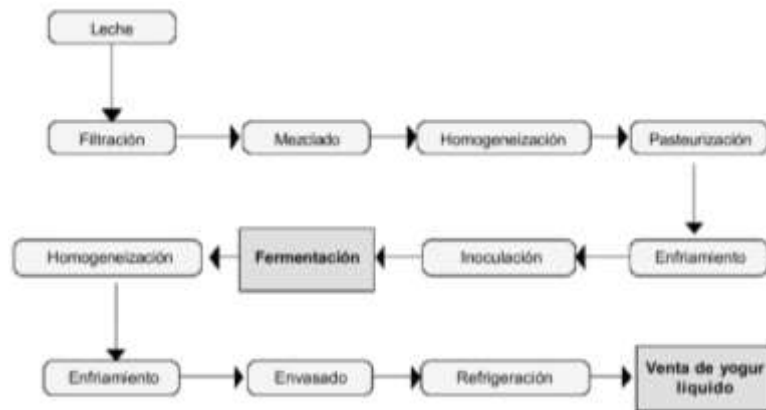 Leche
Filtración
Mezclado
Homogeneización
Pasteurización
Homogeneización
Fermentación
Inoculación
Enfriamiento
Enfriamiento
Envasado
Refrigeración
Venta de yogur
líquido